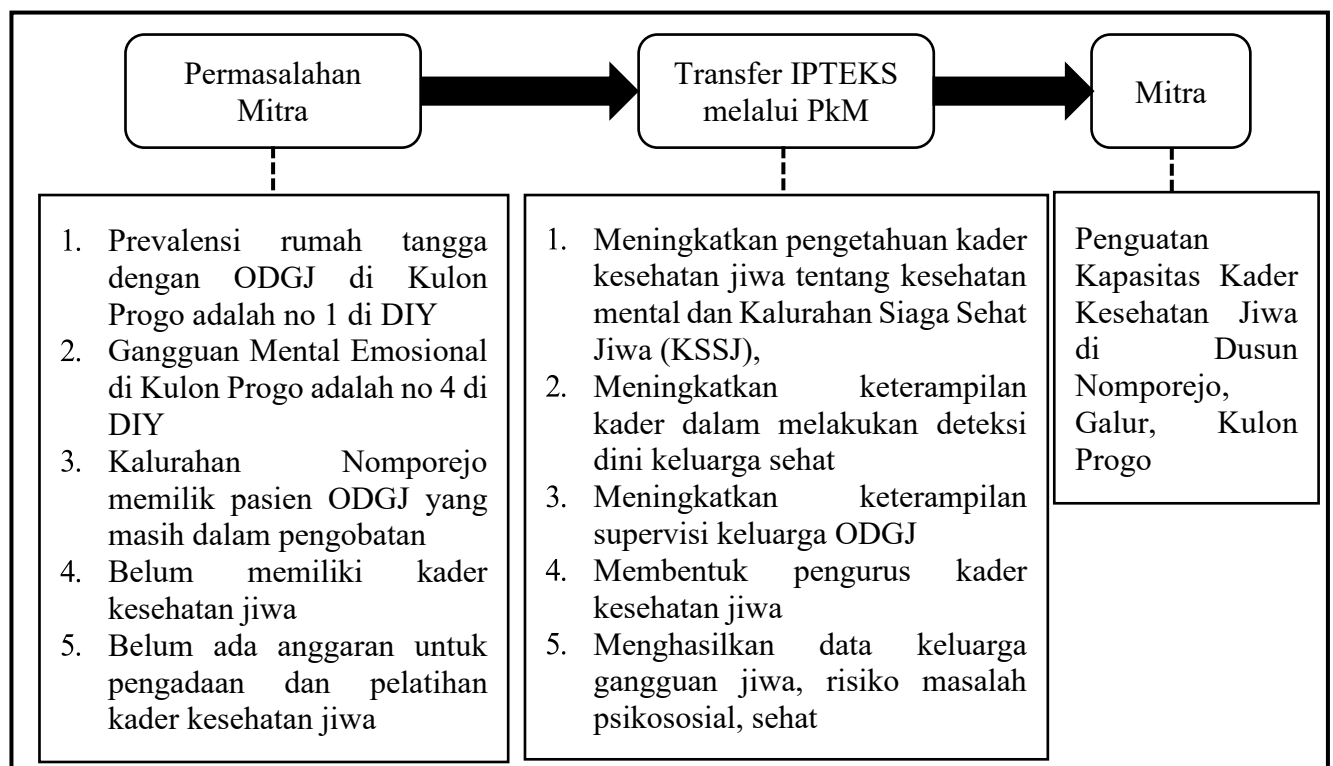 Permasalahan
Mitra
Transfer IPTEKS
melalui PkM
Mitra
1. Prevalensi rumah tangga
dengan ODGJ di Kulon
Progo adalah no 1 di DIY
2. Gangguan Mental Emosional
di Kulon Progo adalah no 4 di
DIY
3. Kalurahan Nomporejo
memilik pasien ODGJ yang
masih dalam pengobatan
4. Belum memiliki kader
kesehatan jiwa
5. Belum ada anggaran untuk
pengadaan dan pelatihan
kader kesehatan jiwa
1. Meningkatkan pengetahuan kader
kesehatan jiwa tentang kesehatan
mental dan Kalurahan Siaga Sehat
Jiwa (KSSJ),
2. Meningkatkan keterampilan
kader dalam melakukan deteksi
dini keluarga sehat
3. Meningkatkan keterampilan
supervisi keluarga ODGJ
4. Membentuk pengurus kader
kesehatan jiwa
5. Menghasilkan data keluarga
gangguan jiwa, risiko masalah
psikososial, sehat
Penguatan
Kapasitas Kader
Kesehatan Jiwa
di Dusun
Nomporejo,
Galur, Kulon
Progo